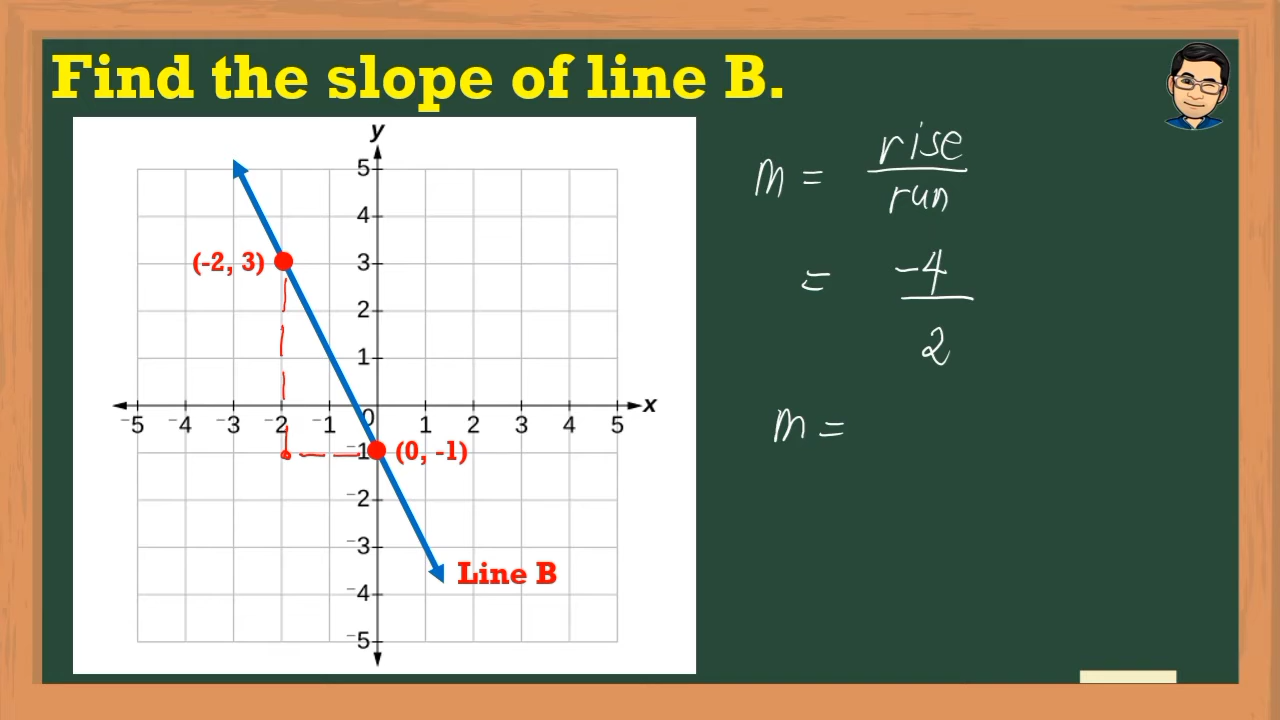 Find the slope of line B.
y
5
4
3
2
1
(-2, 3)
-5 -4 -3 -2 -1 0 1 2 3 4 5 x
-1 (0, -1)
-2
-3
Line B
-4
-5
m = rise
run
= -4
2
m =